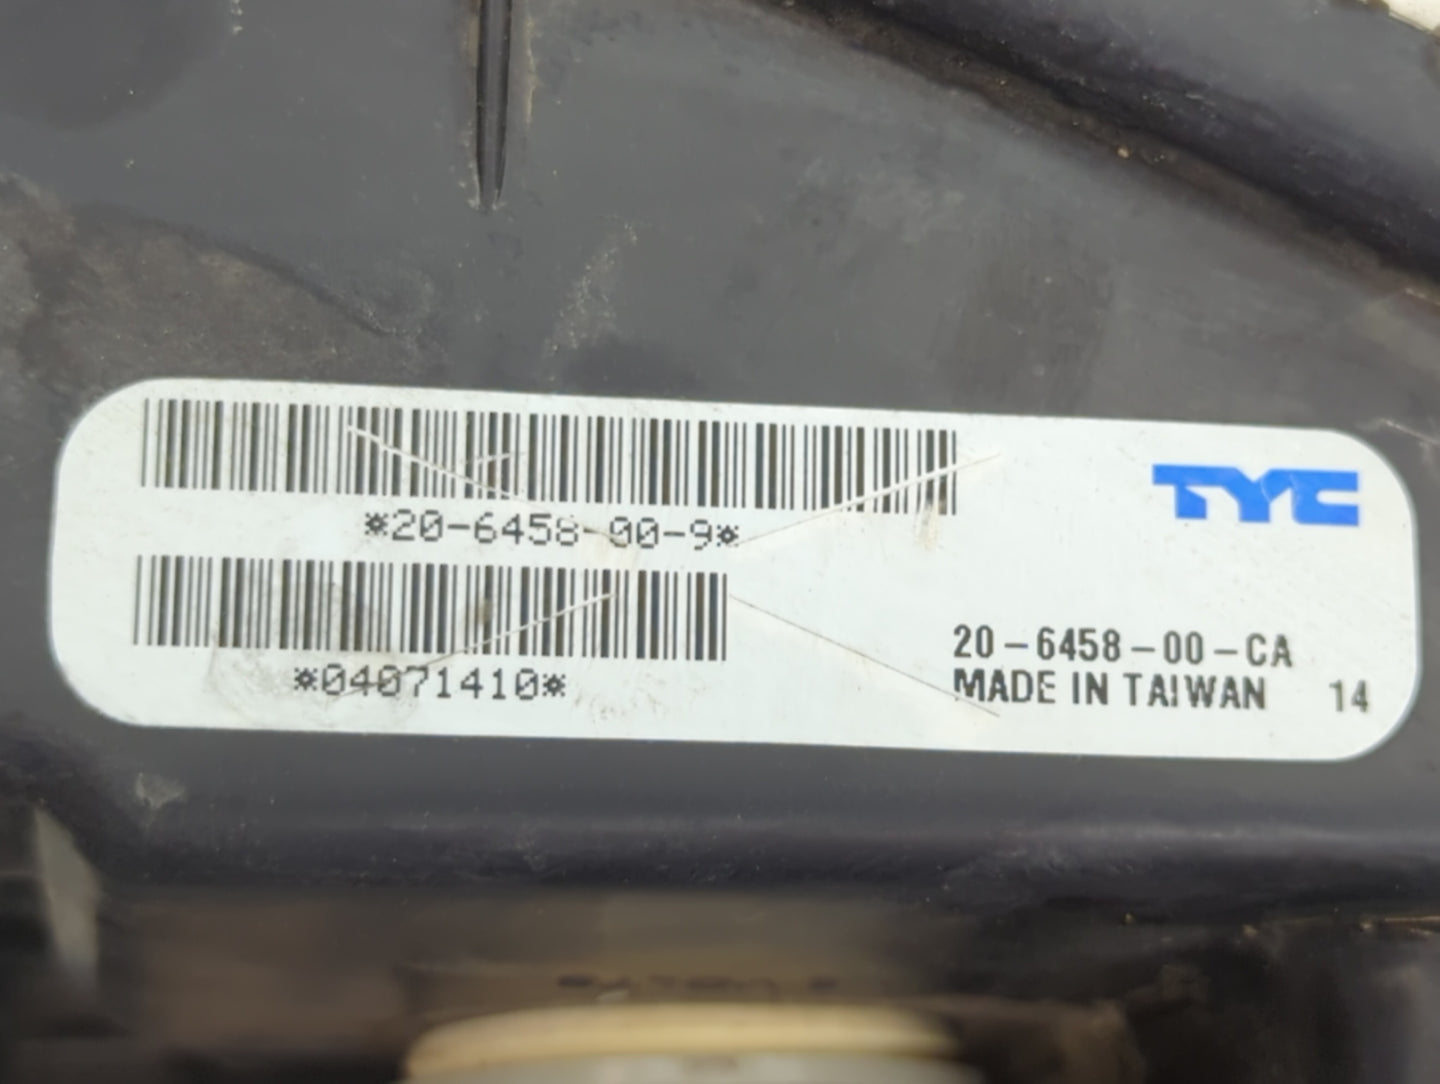 TYC
*20-6458-00-9*
*04071410*
20-6458-00-CA
MADE IN TAIWAN 14